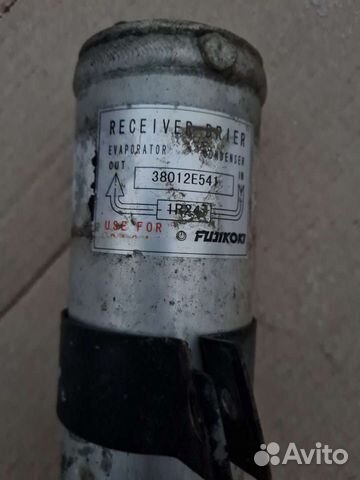 RECEIVER DRIER
EVAPORATOR CONDENSER
OUT IN
38012E541
USE FOR
FUJIKOKI
Avito